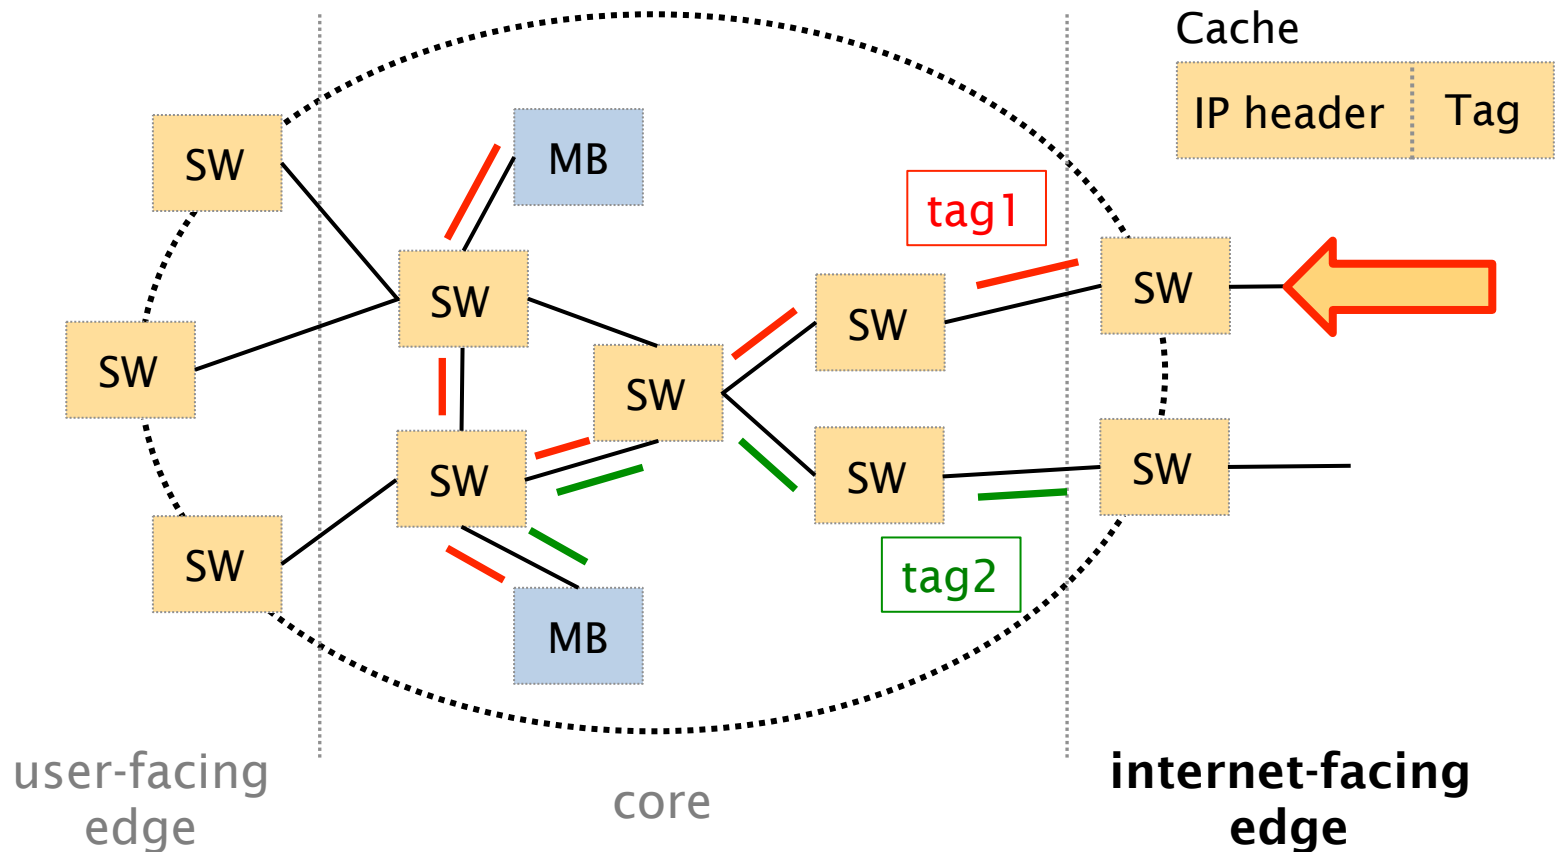 Cache
IP header
Tag
SW
MB
tag1
SW
SW
SW
SW
SW
SW
SW
SW
SW
tag2
SW
MB
user-facing
edge
core
internet-facing
edge